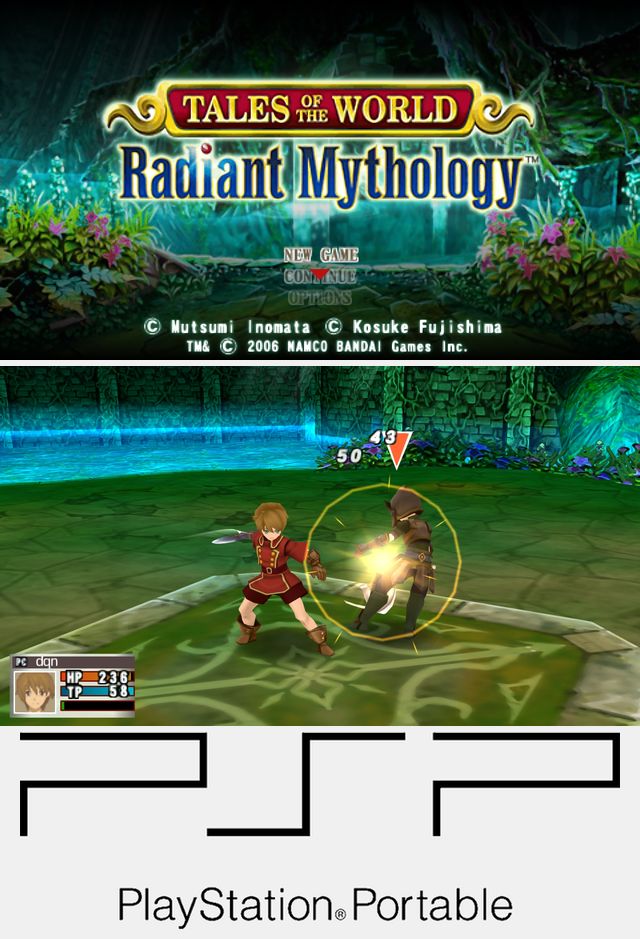 TALES OF THE WORLD
Radiant Mythology™
NEW GAME
CONTINUE
OPTIONS
© Mutsumi Inomata © Kosuke Fujishima
TM& © 2006 NAMCO BANDAI Games Inc.
43
50
PC dqn
HP 236
TP 58
PSP
PlayStation®Portable